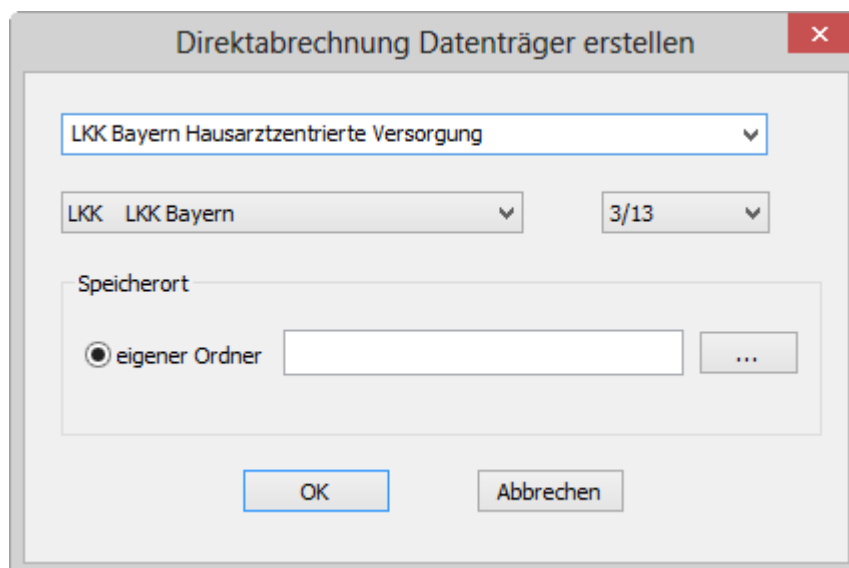 Direktabrechnung Datenträger erstellen
LKK Bayern Hausarztzentrierte Versorgung
LKK LKK Bayern 3/13
Speicherort
eigener Ordner ...
OK Abbrechen